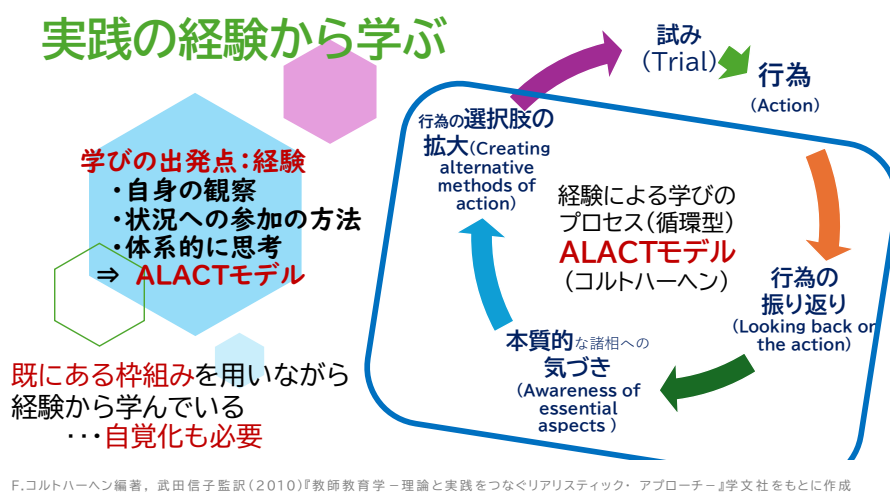 実践の経験から学ぶ
学びの出発点：経験
・自身の観察
・状況への参加の方法
・体系的に思考
⇒ ALACTモデル
既にある枠組みを用いながら
経験から学んでいる
･･･自覚化も必要
試み
(Trial)
行為
(Action)
行為の選択肢の
拡大(Creating
alternative
methods of
action)
経験による学びの
プロセス(循環型)
ALACTモデル
(コルトハーヘン)
行為の
振り返り
(Looking back on
the action)
本質的な諸相への
気づき
(Awareness of
essential
aspects )
F.コルトハーヘン編著，武田信子監訳(2010)『教師教育学－理論と実践をつなぐリアリスティック・ アプローチ－』学文社をもとに作成